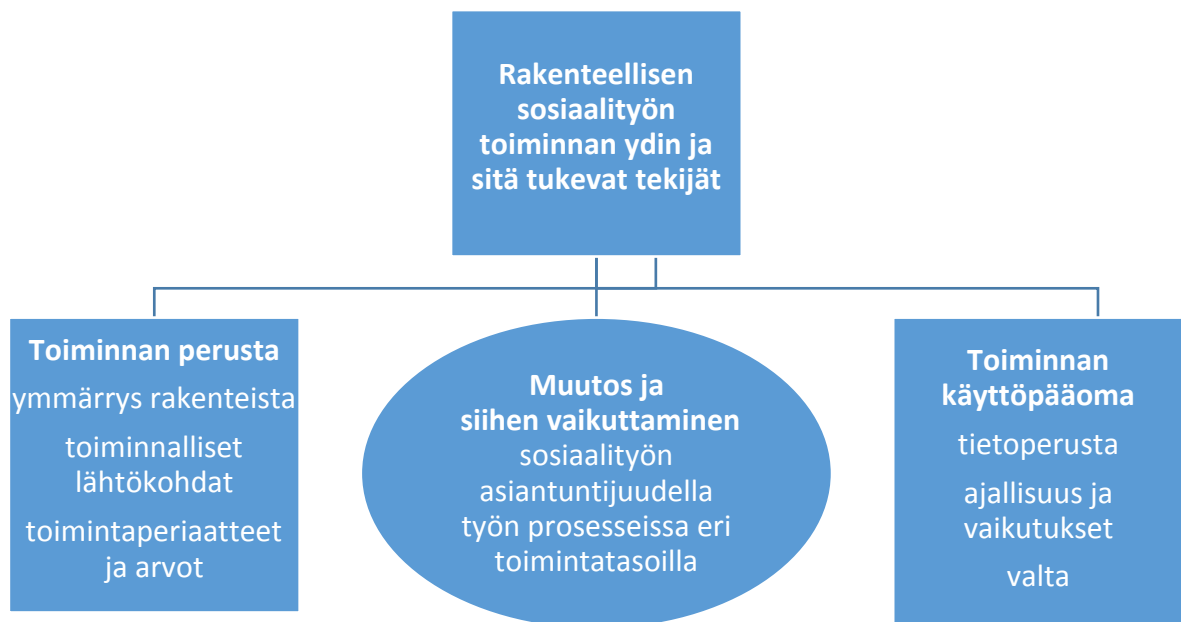 Rakenteellisen
sosiaalityön
toiminnan ydin ja
sitä tukevat tekijät
Toiminnan perusta
ymmärrys rakenteista
toiminnalliset
lähtökohdat
toimintaperiaatteet
ja arvot
Muutos ja
siihen vaikuttaminen
sosiaalityön
asiantuntijuudella
työn prosesseissa eri
toimintatasoilla
Toiminnan
käyttöpääoma
tietoperusta
ajallisuus ja
vaikutukset
valta